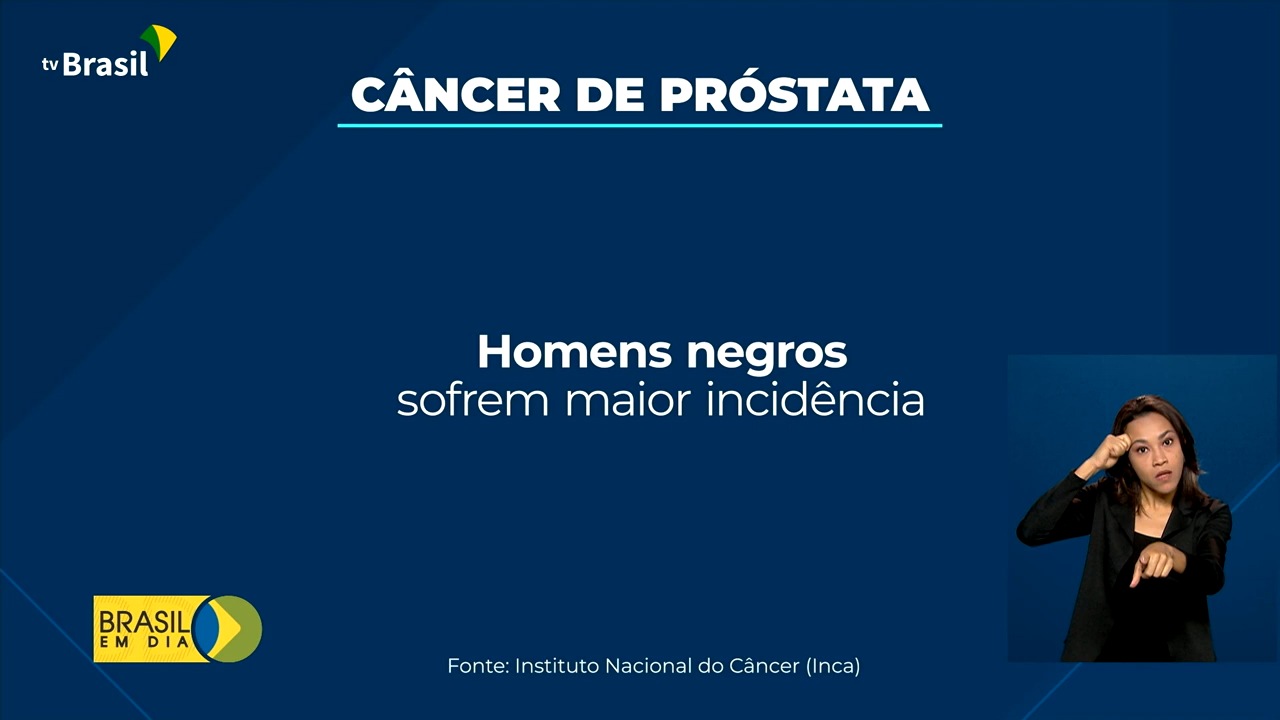 tv Brasil
CÂNCER DE PRÓSTATA
Homens negros
sofrem maior incidência
BRASIL
EM DIA
Fonte: Instituto Nacional do Câncer (Inca)